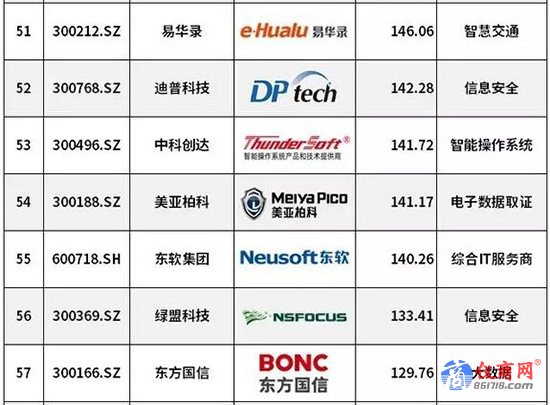 51 300212.SZ 易华录 e·Hualu 易华录 146.06 智慧交通
52 300768.SZ 迪普科技 DPtech 142.28 信息安全
53 300496.SZ 中科创达 ThunderSoft® 141.72 智能操作系统
智能操作系统产品和技术提供商
54 300188.SZ 美亚柏科 MeiyaPico 141.17 电子数据取证
美亚柏科
55 600718.SH 东软集团 Neusoft东软 140.26 综合IT服务商
56 300369.SZ 绿盟科技 NSFOCUS 133.41 信息安全
57 300166.SZ 东方国信 BONC 129.76 大数据
东方国信
商 仪商网®
861718.com